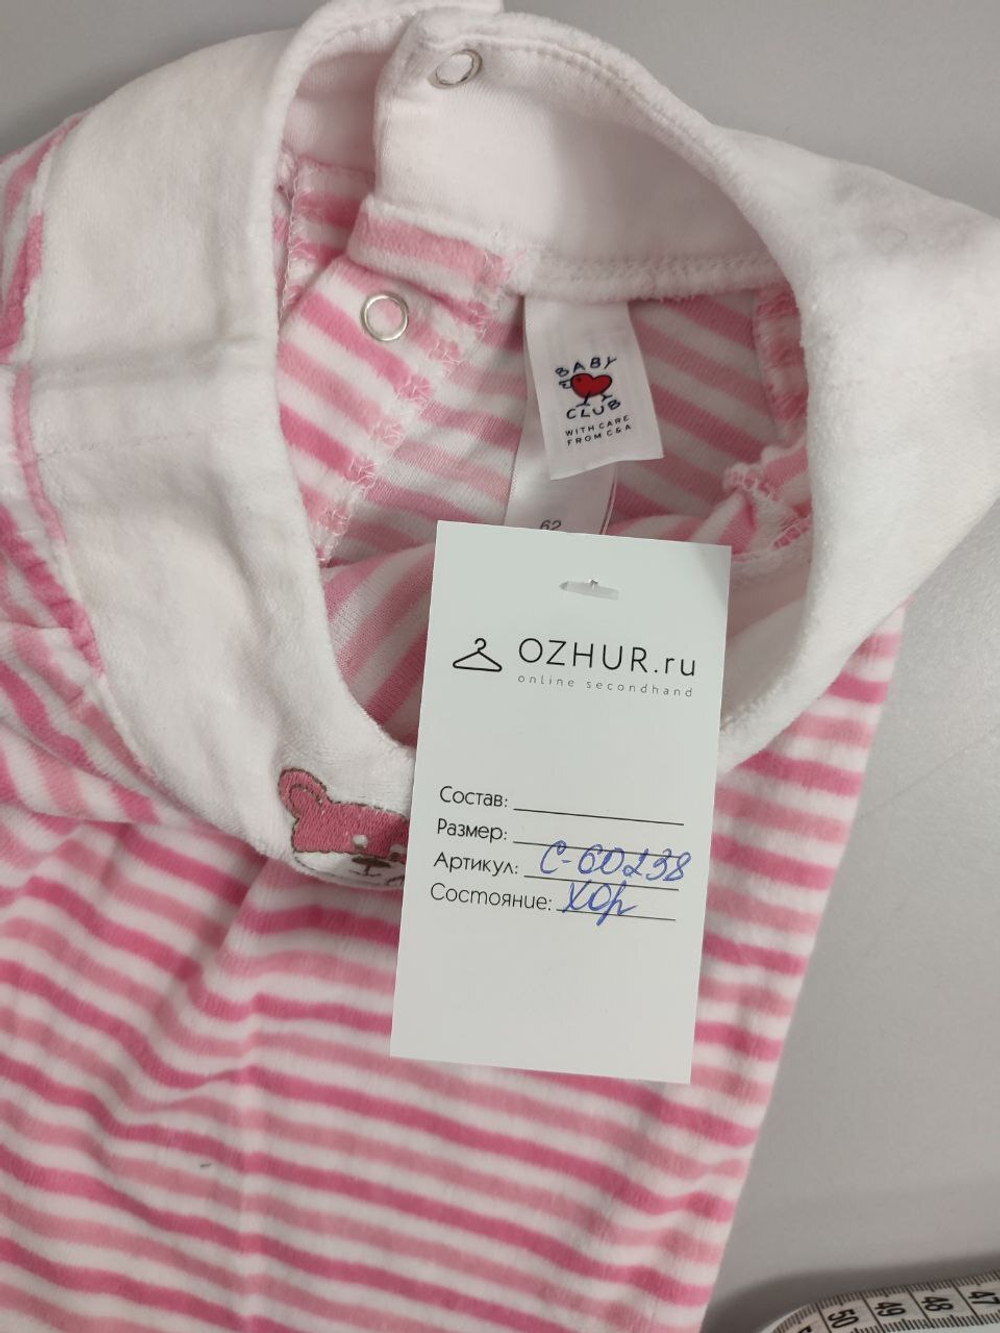 BABY
CLUB
WITH CARE
FROM C&A
62
OZHUR.ru
online secondhand
Состав:
Размер:
Артикул: С-60238
Состояние: Хор
50 49 48 47